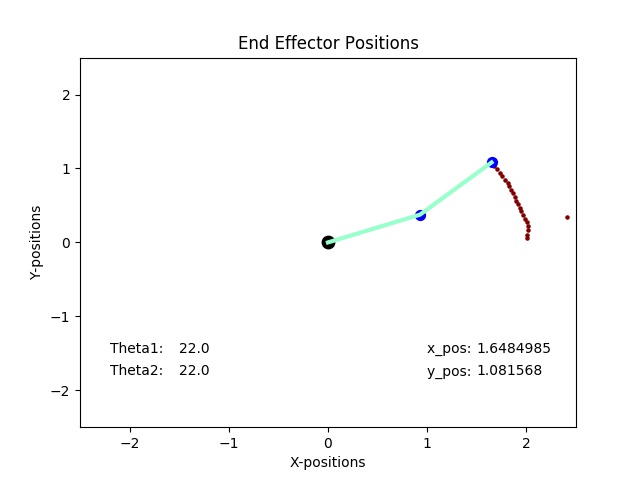 End Effector Positions
2
1
0
−1
−2
Y-positions
Theta1: 22.0
Theta2: 22.0
x_pos: 1.6484985
y_pos: 1.081568
−2 −1 0 1 2
X-positions